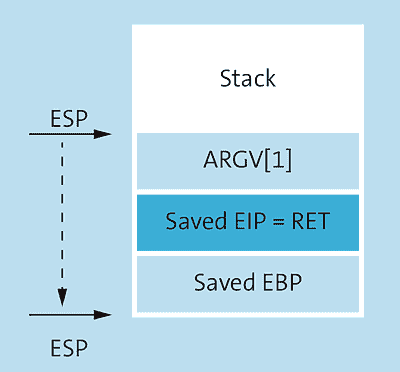 Stack
ESP
ARGV[1]
Saved EIP = RET
Saved EBP
ESP